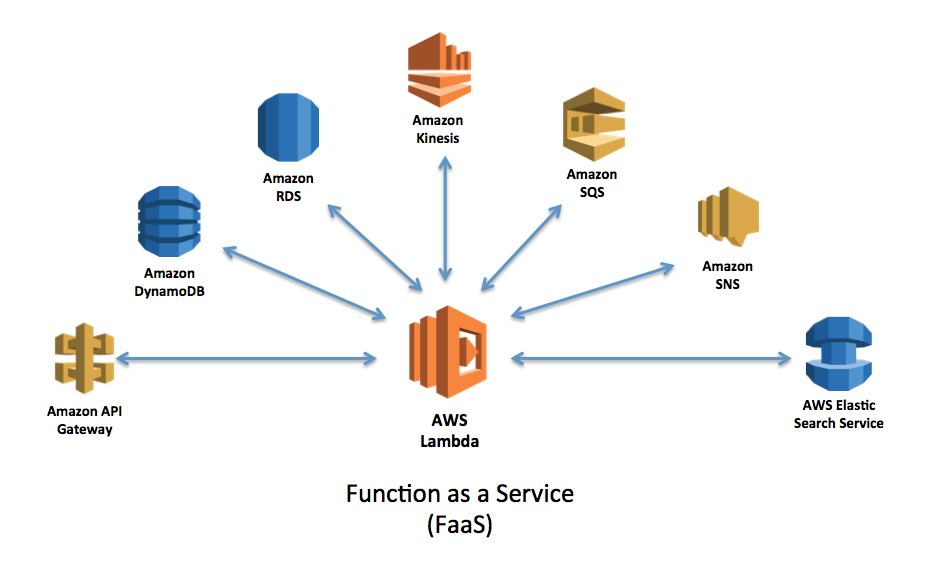 Amazon
Kinesis
Amazon
RDS
Amazon
SQS
Amazon
DynamoDB
Amazon
SNS
Amazon API
Gateway
AWS
Lambda
AWS Elastic
Search Service
Function as a Service
(FaaS)